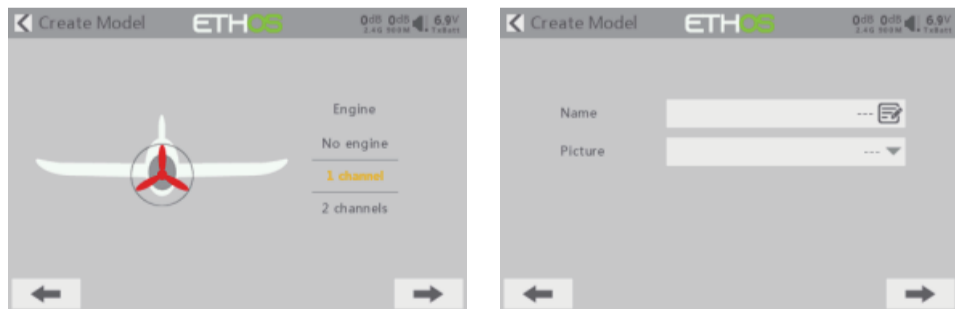 Create Model ETHOS 0dB 0dB 6.9V
2.4G 900M TxBatt
Engine
No engine
1 channel
2 channels
Create Model ETHOS 0dB 0dB 6.9V
2.4G 900M TxBatt
Name ---
Picture ---